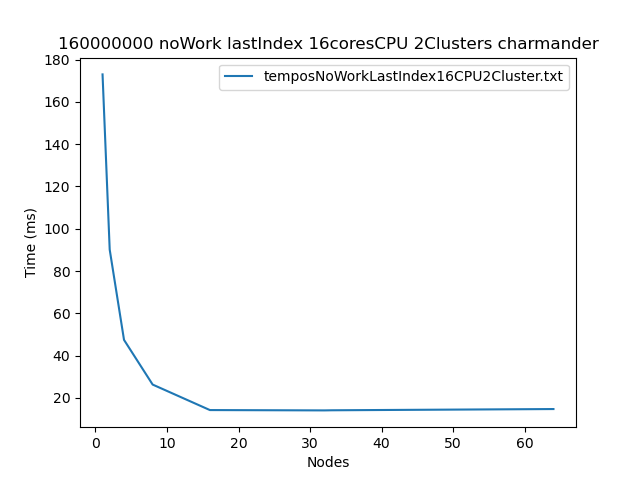 160000000 noWork lastIndex 16coresCPU 2Clusters charmander
temposNoWorkLastIndex16CPU2Cluster.txt
Time (ms)
180
160
140
120
100
80
60
40
20
0 10 20 30 40 50 60
Nodes